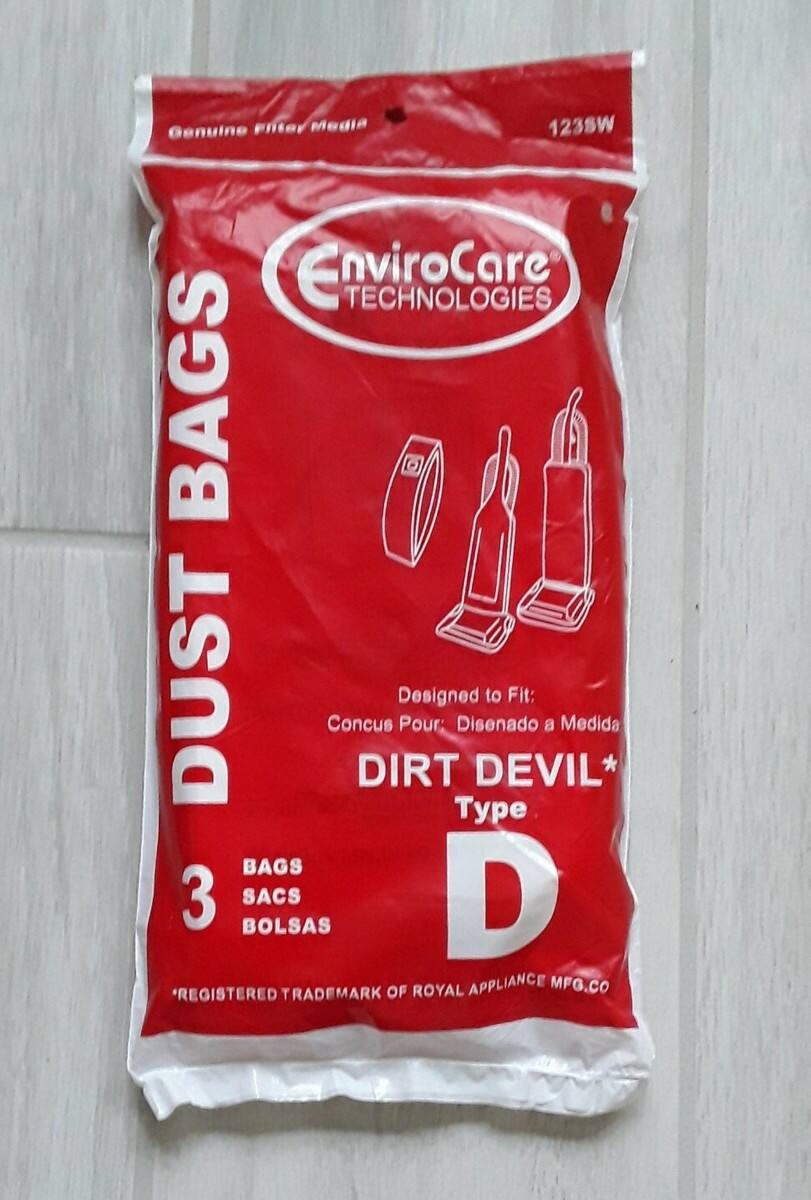 Genuine Filter Media
123SW
EnviroCare®
TECHNOLOGIES
DUST BAGS
Designed to Fit:
Concus Pour: Disenado a Medida
DIRT DEVIL*
Type
D
3
BAGS
SACS
BOLSAS
*REGISTERED TRADEMARK OF ROYAL APPLIANCE MFG.CO